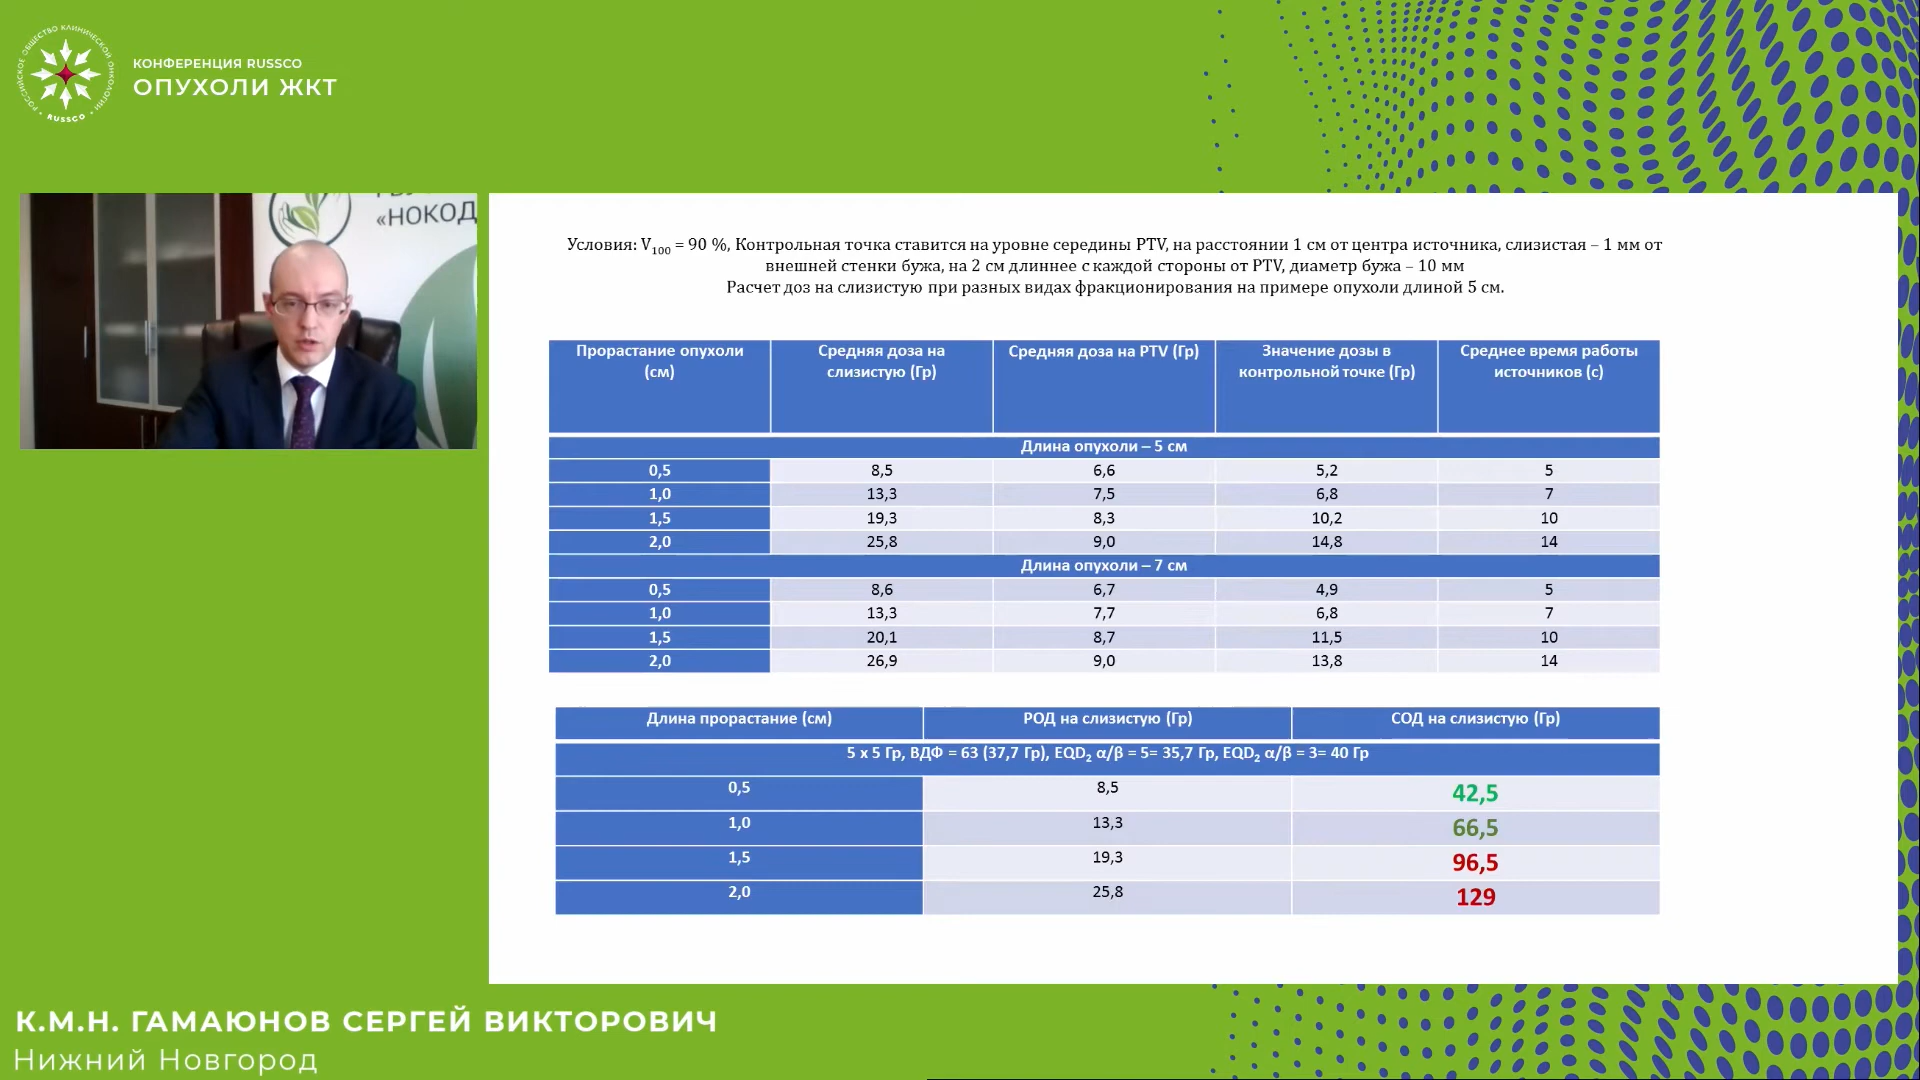 РОССИЙСКОЕ ОБЩЕСТВО КЛИНИЧЕСКОЙ ОНКОЛОГИИ
• RUSSCO •
КОНФЕРЕНЦИЯ RUSSCO
ОПУХОЛИ ЖКТ
«НОКОД
Условия: V100 = 90 %, Контрольная точка ставится на уровне середины PTV, на расстоянии 1 см от центра источника, слизистая – 1 мм от
внешней стенки бужа, на 2 см длиннее с каждой стороны от PTV, диаметр бужа – 10 мм
Расчет доз на слизистую при разных видах фракционирования на примере опухоли длиной 5 см.
Прорастание опухоли (см) Средняя доза на слизистую (Гр) Средняя доза на PTV (Гр) Значение дозы в контрольной точке (Гр) Среднее время работы источников (с)
Длина опухоли – 5 см
0,5 8,5 6,6 5,2 5
1,0 13,3 7,5 6,8 7
1,5 19,3 8,3 10,2 10
2,0 25,8 9,0 14,8 14
Длина опухоли – 7 см
0,5 8,6 6,7 4,9 5
1,0 13,3 7,7 6,8 7
1,5 20,1 8,7 11,5 10
2,0 26,9 9,0 13,8 14
Длина прорастание (см) РОД на слизистую (Гр) СОД на слизистую (Гр)
5 x 5 Гр, ВДФ = 63 (37,7 Гр), EQD2 α/β = 5= 35,7 Гр, EQD2 α/β = 3= 40 Гр
0,5 8,5 42,5
1,0 13,3 66,5
1,5 19,3 96,5
2,0 25,8 129
К.М.Н. ГАМАЮНОВ СЕРГЕЙ ВИКТОРОВИЧ
Нижний Новгород